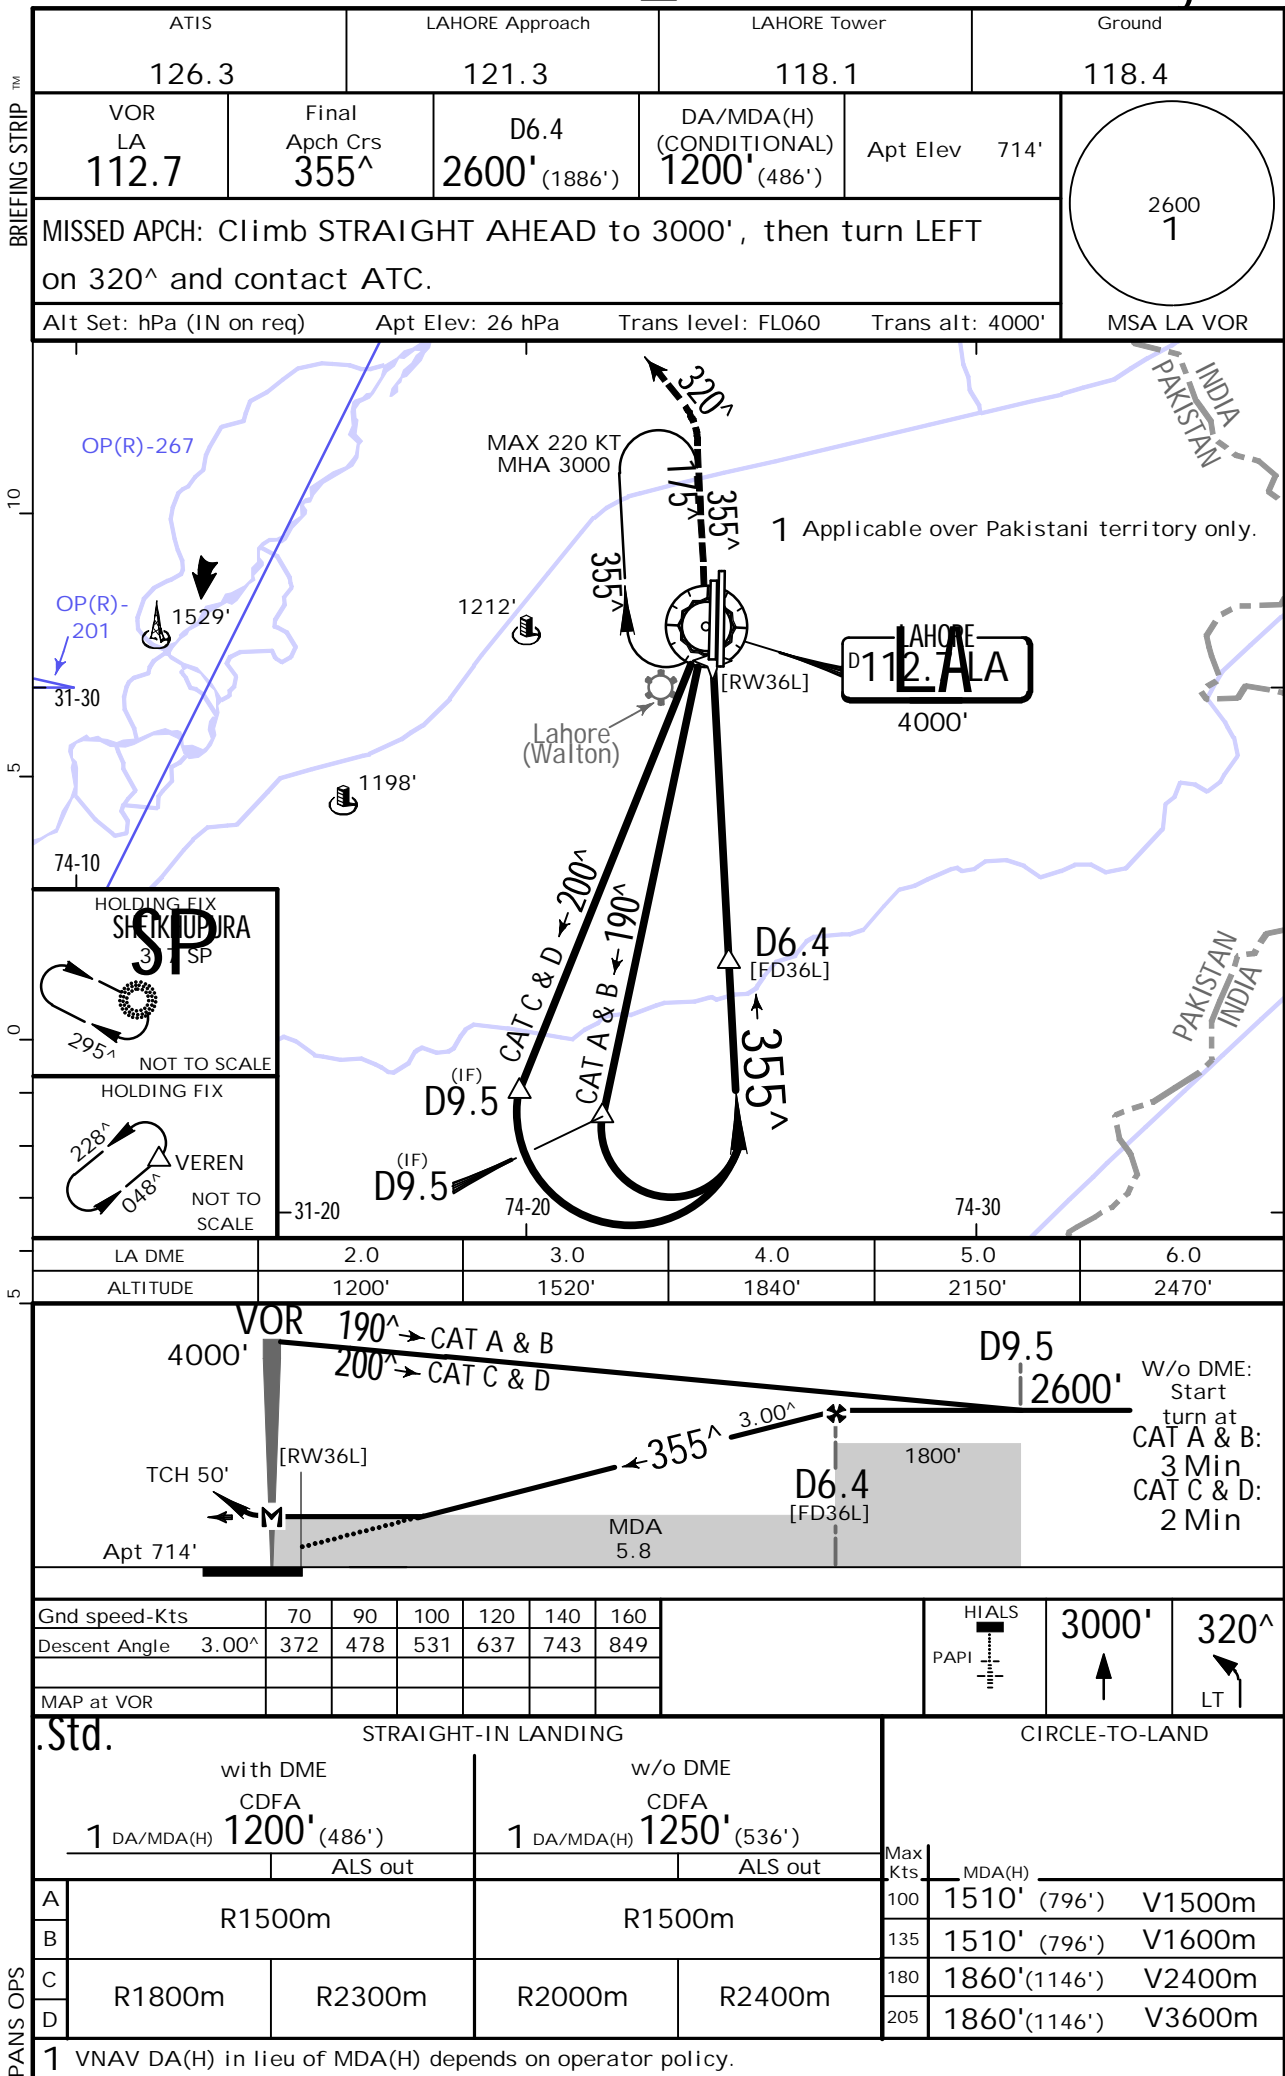 ATIS
126.3
LAHORE Approach
121.3
LAHORE Tower
118.1
Ground
118.4
BRIEFING STRIP TM
VOR
LA
112.7
Final
Apch Crs
355^
D6.4
2600' (1886')
DA/MDA(H)
(CONDITIONAL)
1200' (486')
Apt Elev 714'
2600
1
MSA LA VOR
MISSED APCH: Climb STRAIGHT AHEAD to 3000', then turn LEFT
on 320^ and contact ATC.
Alt Set: hPa (IN on req) Apt Elev: 26 hPa Trans level: FL060 Trans alt: 4000'
INDIA
PAKISTAN
320^
OP(R)-267
MAX 220 KT
MHA 3000
175^
355^
355^
1 Applicable over Pakistani territory only.
10
OP(R)-
201
1529'
1212'
31-30
[RW36L]
LAHORE
D 112.7 LA
LA
4000'
Lahore
(Walton)
5
1198'
74-10
CAT C & D 200^
CAT A & B 190^
D6.4
[FD36L]
355^
PAKISTAN
INDIA
HOLDING FIX
SHEIKHUPURA
SP
SP
295^
NOT TO SCALE
0
(IF)
D9.5
(IF)
D9.5
HOLDING FIX
228^
048^
VEREN
NOT TO
SCALE
31-20
74-20
74-30
5
LA DME 2.0 3.0 4.0 5.0 6.0
ALTITUDE 1200' 1520' 1840' 2150' 2470'
VOR
4000'
190^ CAT A & B
200^ CAT C & D
D9.5
2600'
W/o DME:
Start
turn at
CAT A & B:
3 Min
CAT C & D:
2 Min
355^
3.00^
1800'
[RW36L]
TCH 50'
M
D6.4
[FD36L]
MDA
5.8
Apt 714'
Gnd speed-Kts 70 90 100 120 140 160
Descent Angle 3.00^ 372 478 531 637 743 849
MAP at VOR
HIALS
PAPI
3000'
320^
LT
.Std.
STRAIGHT-IN LANDING
CIRCLE-TO-LAND
with DME
CDFA
1 DA/MDA(H) 1200' (486')
w/o DME
CDFA
1 DA/MDA(H) 1250' (536')
ALS out
ALS out
Max
Kts
MDA(H)
A
B
C
D
R1500m
R1500m
R1800m R2300m R2000m R2400m
100 1510' (796') V1500m
135 1510' (796') V1600m
180 1860' (1146') V2400m
205 1860' (1146') V3600m
PANS OPS
1 VNAV DA(H) in lieu of MDA(H) depends on operator policy.